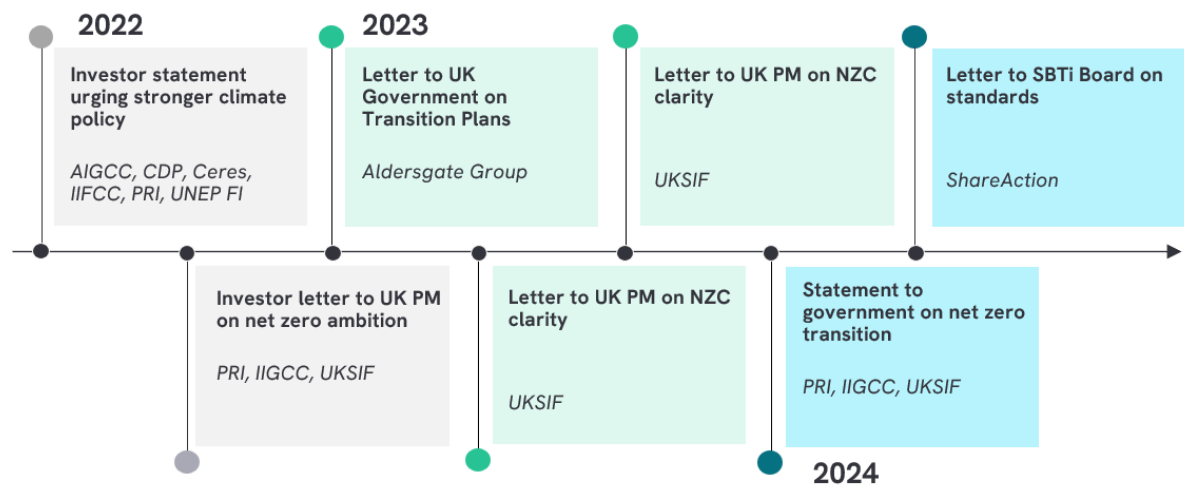 2022
Investor statement
urging stronger climate
policy
AIGCC, CDP, Ceres,
IIFCC, PRI, UNEP FI
2023
Letter to UK
Government on
Transition Plans
Aldersgate Group
Letter to UK PM on NZC
clarity
UKSIF
Letter to SBTi Board on
standards
ShareAction
Investor letter to UK PM
on net zero ambition
PRI, IIGCC, UKSIF
Letter to UK PM on NZC
clarity
UKSIF
Statement to
government on net zero
transition
PRI, IIGCC, UKSIF
2024